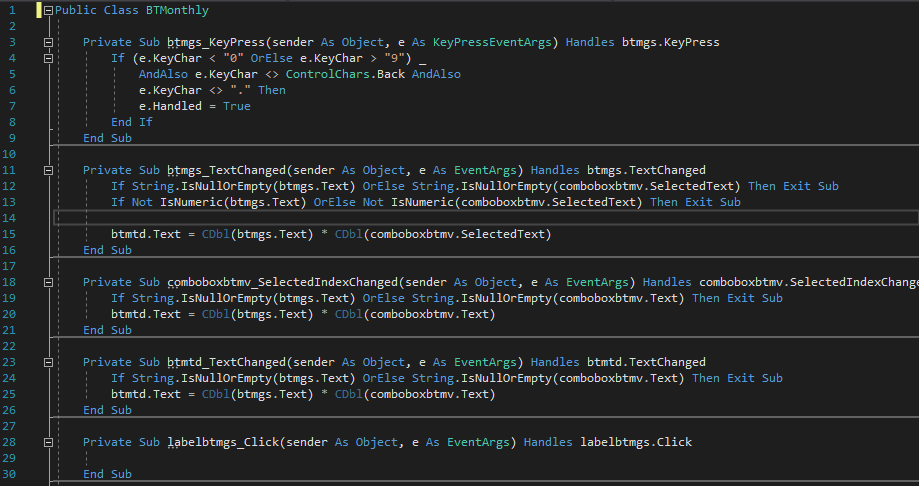 1 Public Class BTMonthly
2
3 Private Sub btmgs_KeyPress(sender As Object, e As KeyPressEventArgs) Handles btmgs.KeyPress
4 If (e.KeyChar < "0" OrElse e.KeyChar > "9") _
5 AndAlso e.KeyChar <> ControlChars.Back AndAlso
6 e.KeyChar <> "." Then
7 e.Handled = True
8 End If
9 End Sub
10
11 Private Sub btmgs_TextChanged(sender As Object, e As EventArgs) Handles btmgs.TextChanged
12 If String.IsNullOrEmpty(btmgs.Text) OrElse String.IsNullOrEmpty(comboboxbtmv.SelectedText) Then Exit Sub
13 If Not IsNumeric(btmgs.Text) OrElse Not IsNumeric(comboboxbtmv.SelectedText) Then Exit Sub
14
15 btmtd.Text = CDbl(btmgs.Text) * CDbl(comboboxbtmv.SelectedText)
16 End Sub
17
18 Private Sub comboboxbtmv_SelectedIndexChanged(sender As Object, e As EventArgs) Handles comboboxbtmv.SelectedIndexChange
19 If String.IsNullOrEmpty(btmgs.Text) OrElse String.IsNullOrEmpty(comboboxbtmv.Text) Then Exit Sub
20 btmtd.Text = CDbl(btmgs.Text) * CDbl(comboboxbtmv.Text)
21 End Sub
22
23 Private Sub btmtd_TextChanged(sender As Object, e As EventArgs) Handles btmtd.TextChanged
24 If String.IsNullOrEmpty(btmgs.Text) OrElse String.IsNullOrEmpty(comboboxbtmv.Text) Then Exit Sub
25 btmtd.Text = CDbl(btmgs.Text) * CDbl(comboboxbtmv.Text)
26 End Sub
27
28 Private Sub labelbtmgs_Click(sender As Object, e As EventArgs) Handles labelbtmgs.Click
29
30 End Sub